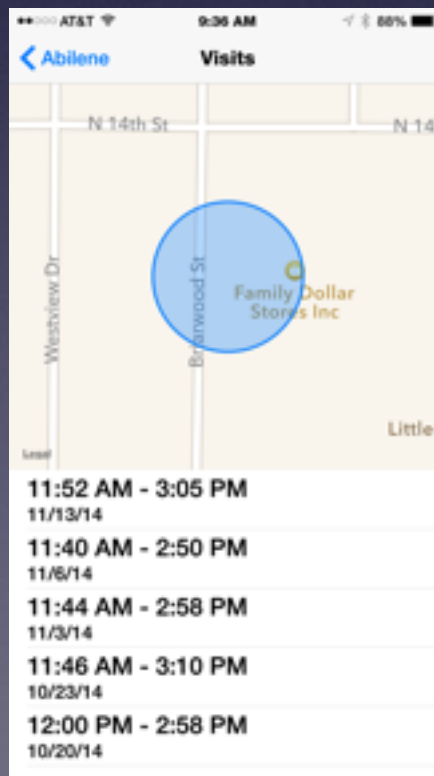 AT&T 9:36 AM 88%
Abilene Visits
N 14th St N 14
Westview Dr
Briarwood St
Family Dollar
Stores Inc
Little
Legal
11:52 AM - 3:05 PM
11/13/14
11:40 AM - 2:50 PM
11/6/14
11:44 AM - 2:58 PM
11/3/14
11:46 AM - 3:10 PM
10/23/14
12:00 PM - 2:58 PM
10/20/14